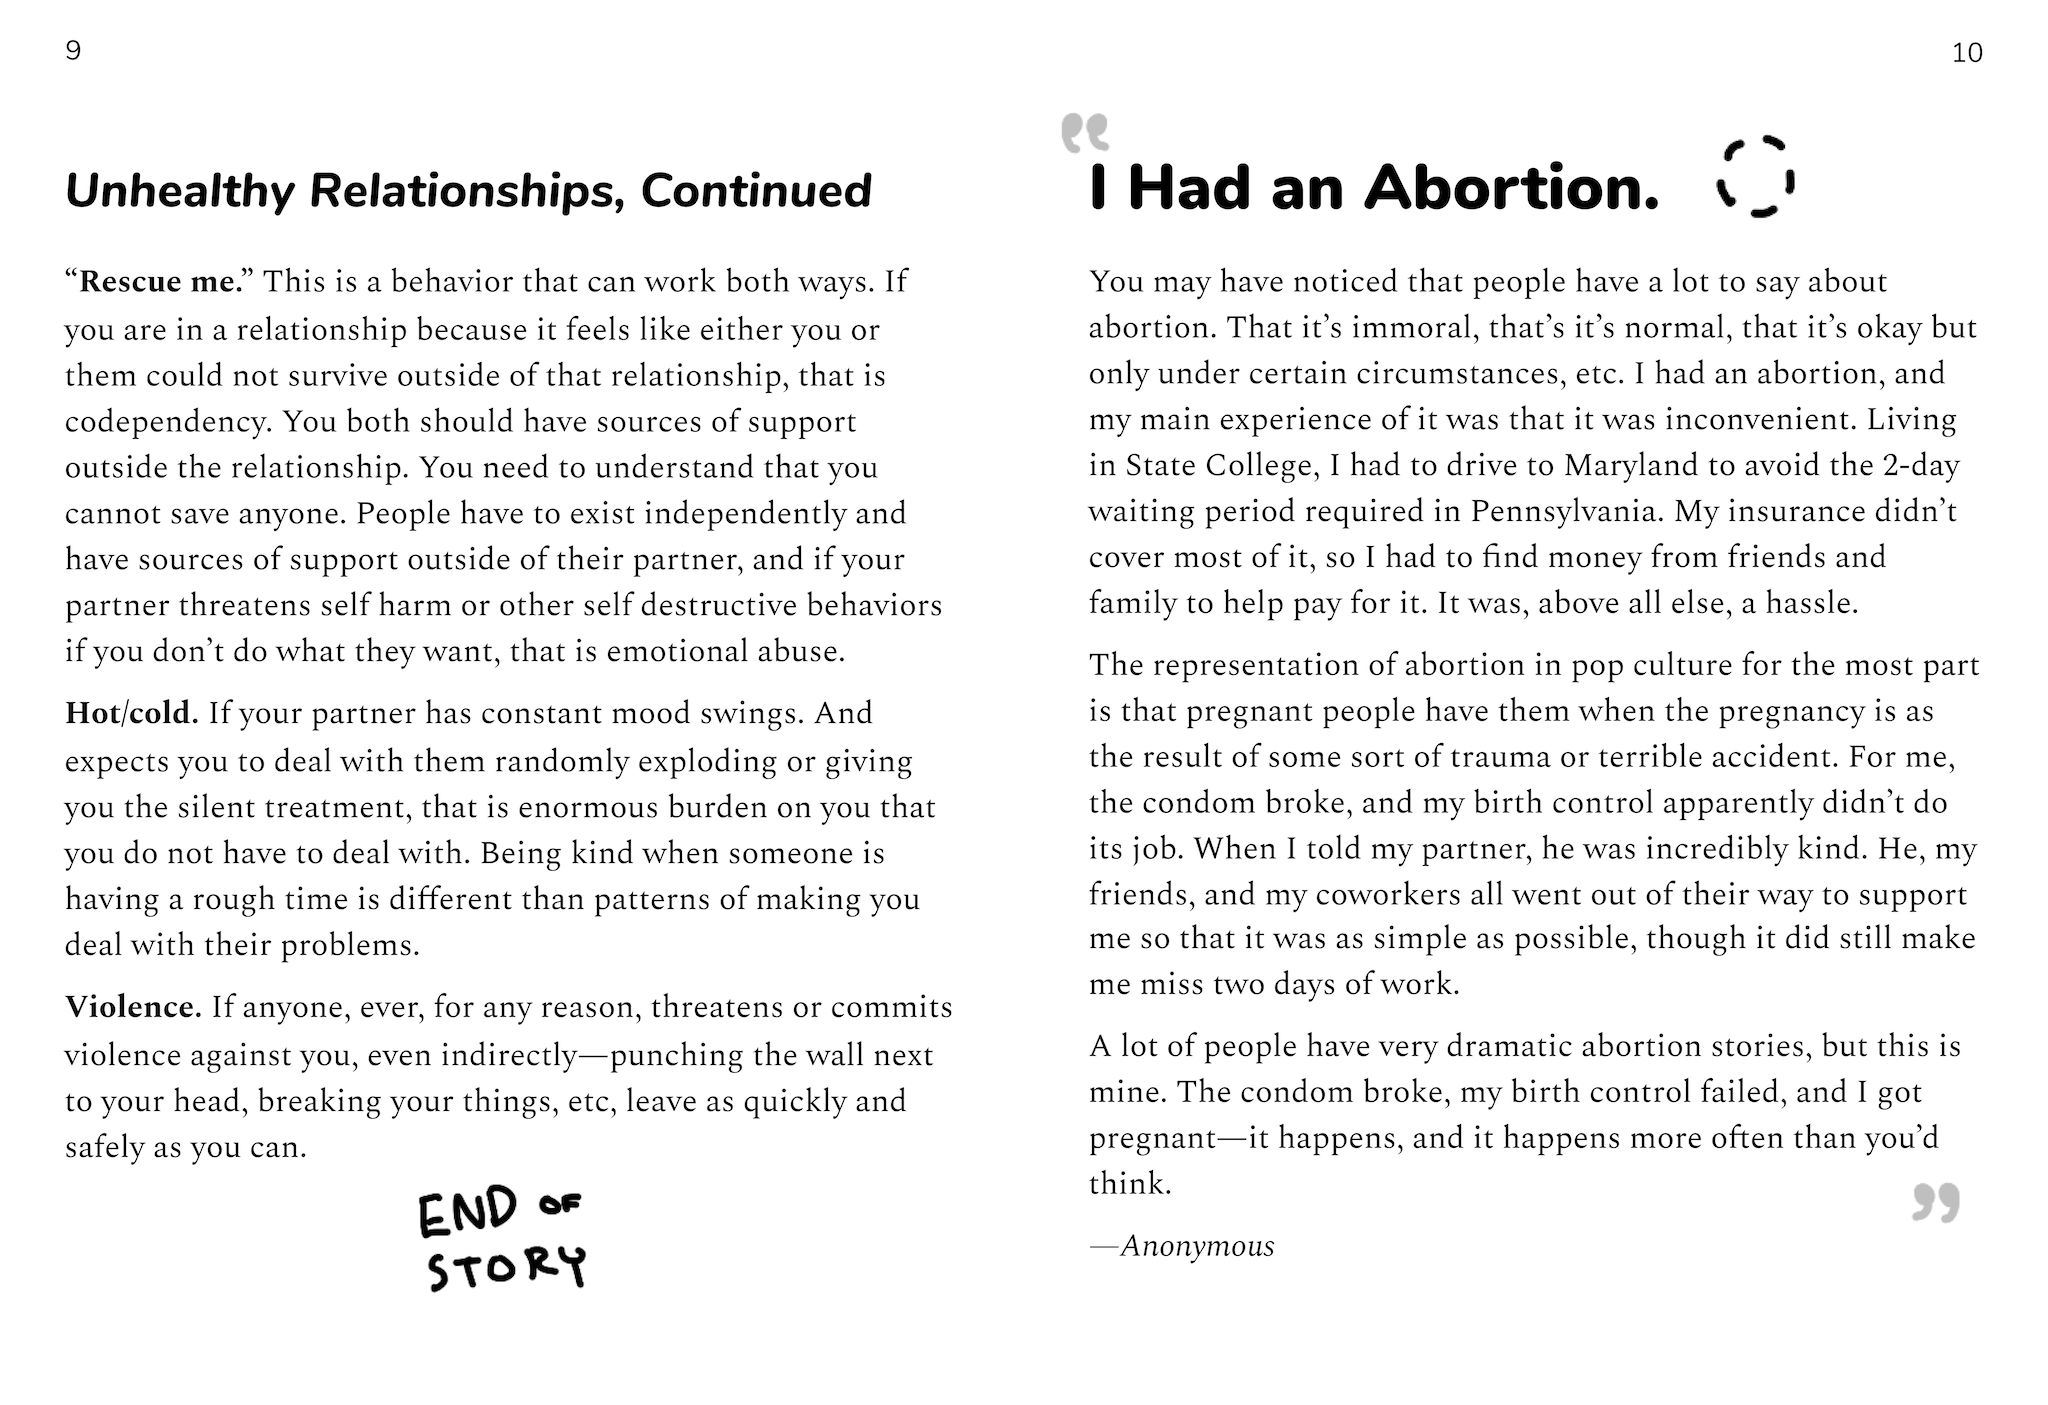 9
Unhealthy Relationships, Continued
“Rescue me.” This is a behavior that can work both ways. If
you are in a relationship because it feels like either you or
them could not survive outside of that relationship, that is
codependency. You both should have sources of support
outside the relationship. You need to understand that you
cannot save anyone. People have to exist independently and
have sources of support outside of their partner, and if your
partner threatens self harm or other self destructive behaviors
if you don’t do what they want, that is emotional abuse.
Hot/cold. If your partner has constant mood swings. And
expects you to deal with them randomly exploding or giving
you the silent treatment, that is enormous burden on you that
you do not have to deal with. Being kind when someone is
having a rough time is different than patterns of making you
deal with their problems.
Violence. If anyone, ever, for any reason, threatens or commits
violence against you, even indirectly—punching the wall next
to your head, breaking your things, etc, leave as quickly and
safely as you can.
END OF
STORY
10
“
I Had an Abortion.
You may have noticed that people have a lot to say about
abortion. That it’s immoral, that’s it’s normal, that it’s okay but
only under certain circumstances, etc. I had an abortion, and
my main experience of it was that it was inconvenient. Living
in State College, I had to drive to Maryland to avoid the 2-day
waiting period required in Pennsylvania. My insurance didn’t
cover most of it, so I had to find money from friends and
family to help pay for it. It was, above all else, a hassle.
The representation of abortion in pop culture for the most part
is that pregnant people have them when the pregnancy is as
the result of some sort of trauma or terrible accident. For me,
the condom broke, and my birth control apparently didn’t do
its job. When I told my partner, he was incredibly kind. He, my
friends, and my coworkers all went out of their way to support
me so that it was as simple as possible, though it did still make
me miss two days of work.
A lot of people have very dramatic abortion stories, but this is
mine. The condom broke, my birth control failed, and I got
pregnant—it happens, and it happens more often than you’d
think.
”
—Anonymous